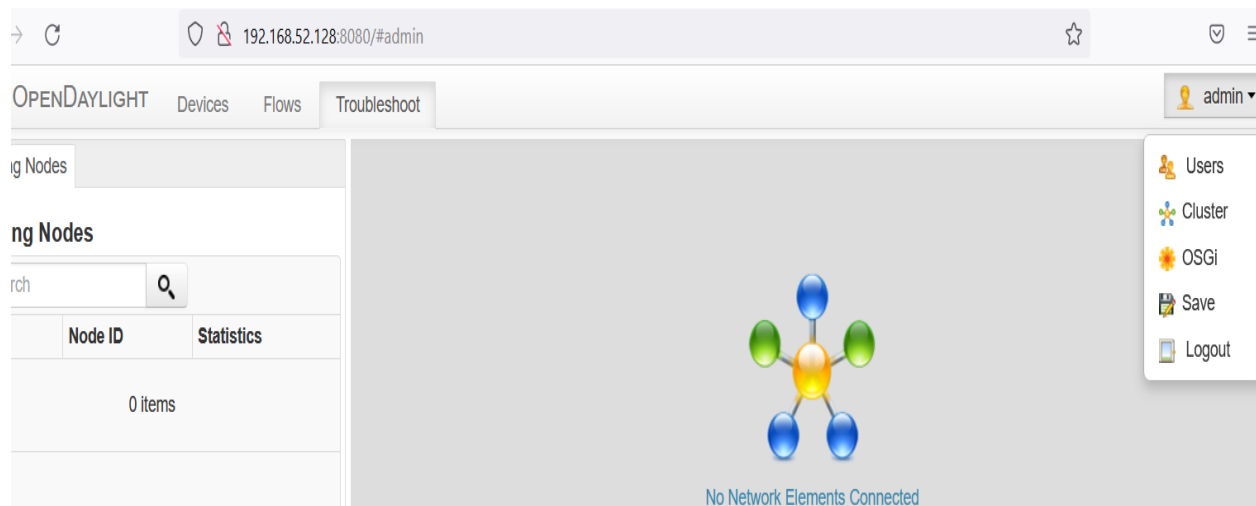 192.168.52.128:8080/#admin
OPENDAYLIGHT Devices Flows Troubleshoot admin
ng Nodes
Users
Cluster
OSGi
Save
Logout
ng Nodes
rch
Node ID Statistics
0 items
No Network Elements Connected